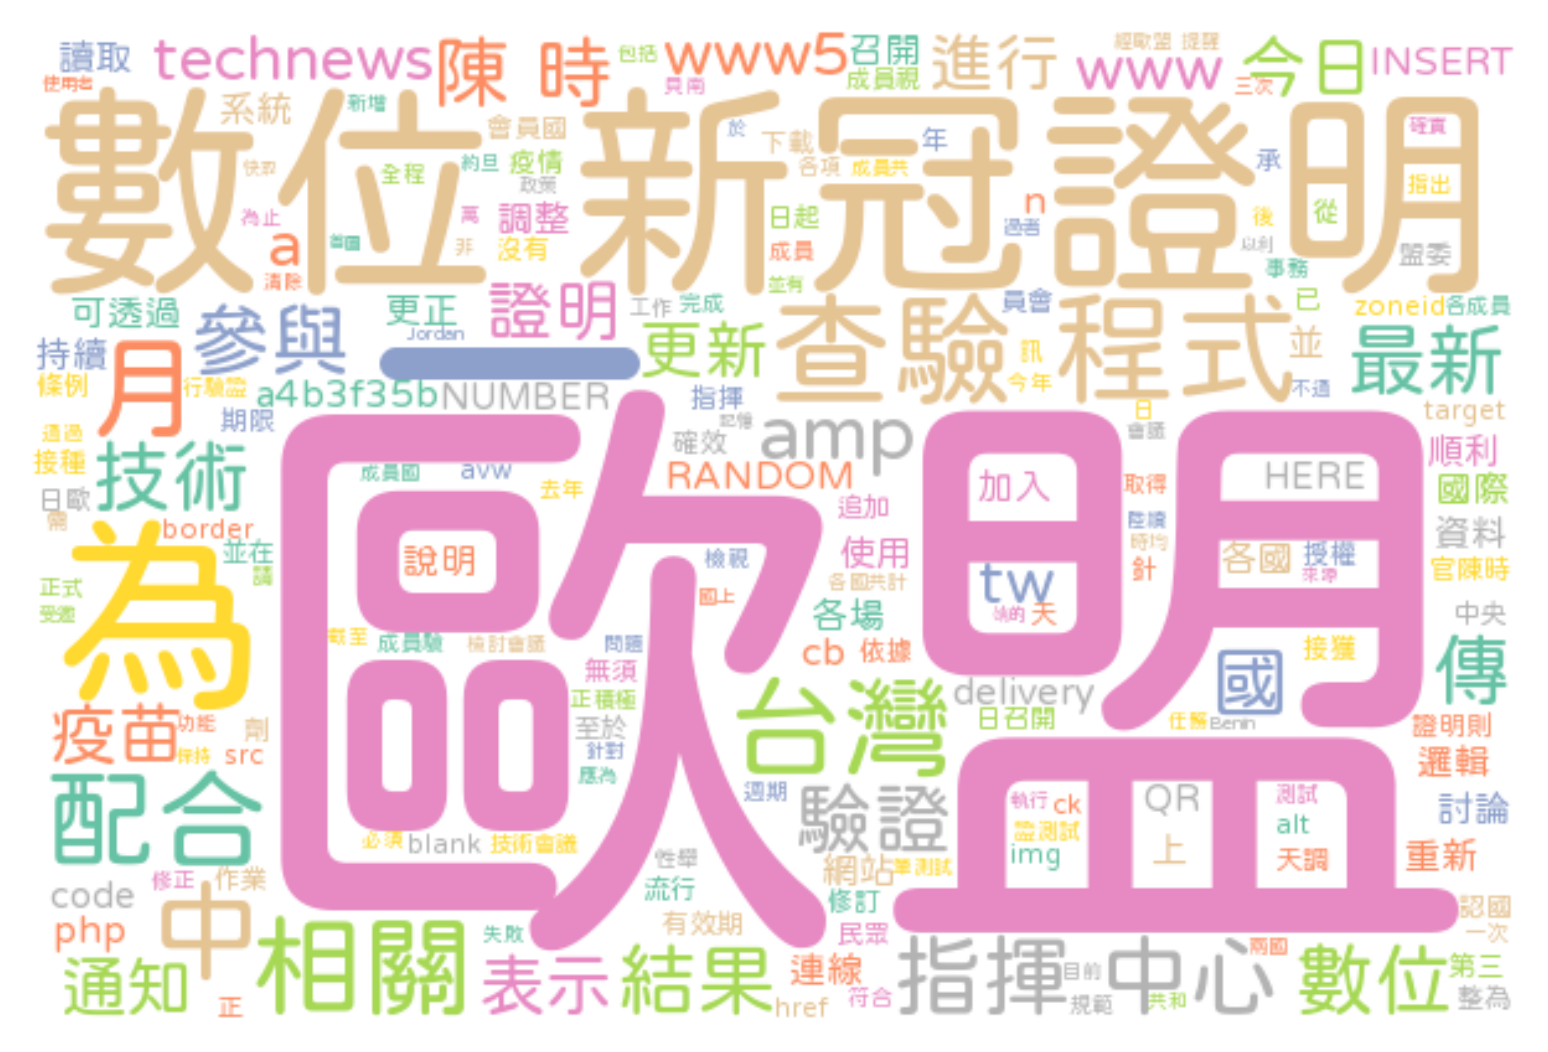 讀取 technews 陳 時 包括 www5 召開 進行 經歐盟 提醒 www 今日 INSERT
使用者 貝南 成員視 三次
數位新冠證明
系統 新增 會員國 於 下載 年 確實
快取 全程 約旦 疫情 各項 成員共 承 指出
政策
為止 萬 調整 日起 n 過者 後 從
a 非 沒有 成員 以利 盟委
清除 並有 事務
可透過 參與 更正 證明 工作 完成 員會 已 zoneid 各成員
Jordan 更新 查驗程式 訊 並 最新
持續 月 一
條例 行驗證 a4b3f35b NUMBER 指揮 今年 不通
期限 記憶 amp 日 target
通過 確效 會議
接種 技術 歐盟 成員國 avw RANDOM 加入 取得 HERE 順利
日歐 去年 追加 國際
需 border 陸續 資料
為 並在 說明 檢視 使用 時均 各國 授權
請 tw 針 來源 官陳時
正式 國上 各國共計 天
受邀 各場 中央
截至 成員驗 檢討會議 問題 cb 依據 接獲 傳
無須 國
正積極 台灣 delivery
疫苗 功能 劑 至於 日召開 任務 Benin 證明則
保持 src 針對 邏輯
配合 應為 週期 驗證 執行 ck QR 測試 討論
證測試 alt
必須 blank 技術會議 img 上 天調 重新
性舉 網站 筆測試
code 修正 作業 流行 修訂 認國
php 中 相關 失敗 有效期 民眾 一次
通知 表示 結果 連線 指揮中心 兩國 數位 第三
目前
正 href 符合 規範 共和 整為